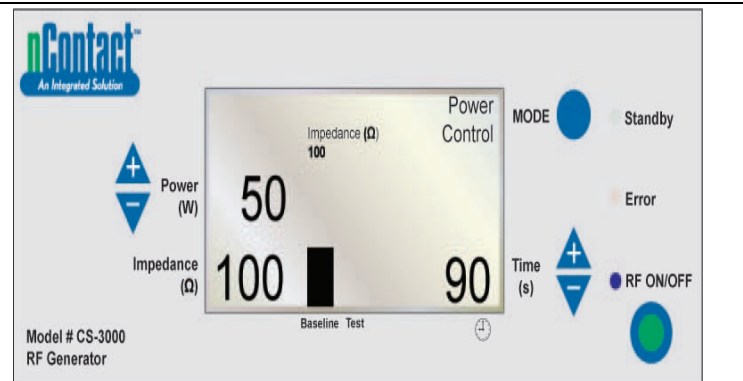 nContact™
An Integrated Solution
Power
Control
Impedance (Ω)
100
MODE
Standby
+
−
Power
(W)
50
Error
Impedance
(Ω)
100
90
Time
(s)
+
−
RF ON/OFF
Baseline Test
Model # CS-3000
RF Generator